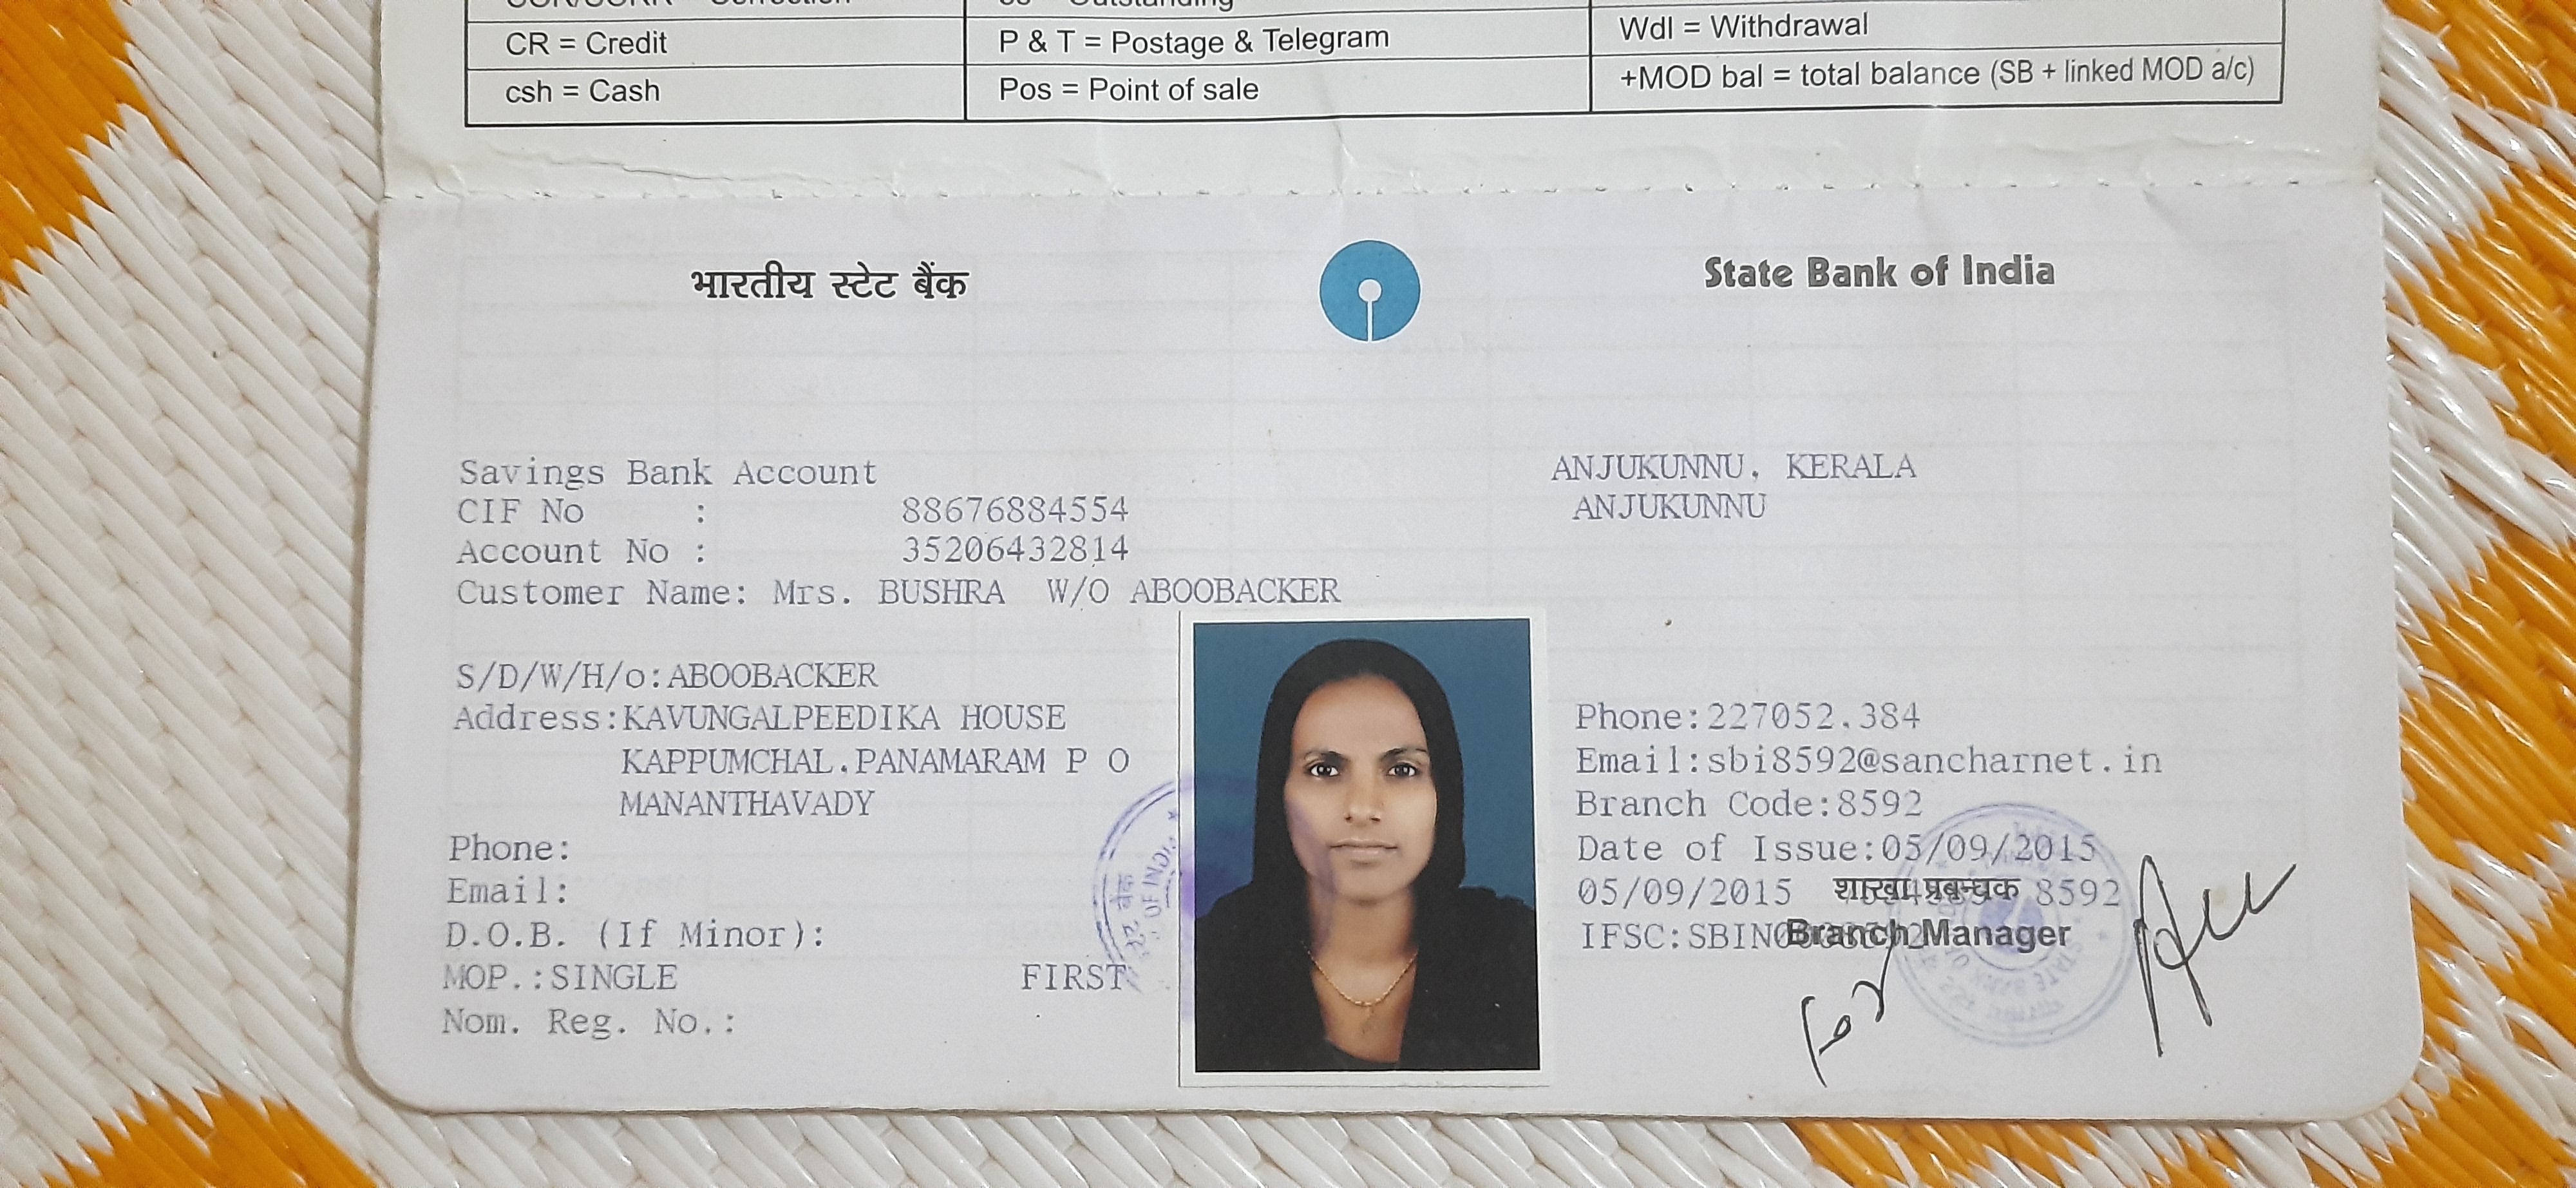 CR = Credit
P & T = Postage & Telegram
Wdl = Withdrawal
csh = Cash
Pos = Point of sale
+MOD bal = total balance (SB + linked MOD a/c)
भारतीय स्टेट बैंक
State Bank of India
Savings Bank Account
CIF No : 88676884554
Account No : 35206432814
Customer Name: Mrs. BUSHRA W/O ABOOBACKER
ANJUKUNNU, KERALA
ANJUKUNNU
S/D/W/H/o:ABOOBACKER
Address:KAVUNGALPEEDIKA HOUSE
KAPPUMCHAL,PANAMARAM P O
MANANTHAVADY
Phone:
Email:
D.O.B. (If Minor):
MOP.:SINGLE FIRST
Nom. Reg. No.:
Phone:227052,384
Email:sbi8592@sancharnet.in
Branch Code:8592
Date of Issue:05/09/2015
05/09/2015 8592
शाखा प्रबन्धक
IFSC:
Branch Manager
For